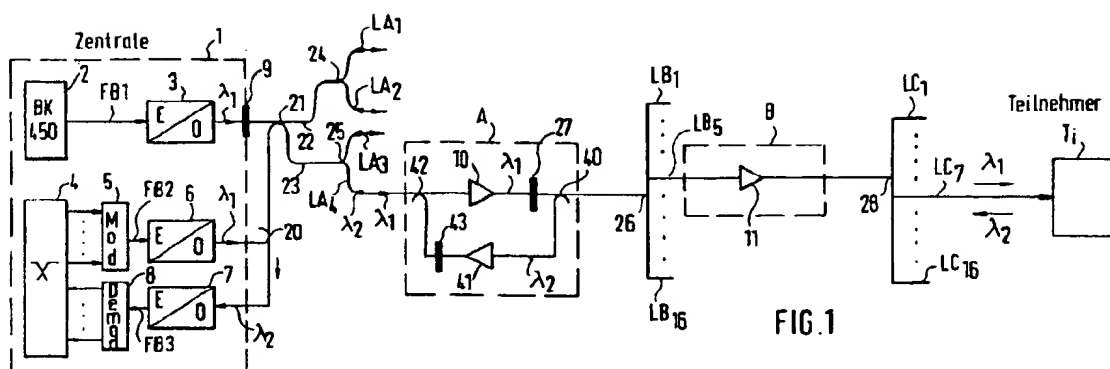 Zentrale
1
2
BK
450
FB1
3
E
O
λ1
9
21
22
24
LA1
LA2
25
LA3
23
LA4
λ2
λ1
A
42
10
λ1
27
40
43
41
λ2
26
LB1
LB5
LB16
B
11
28
LC1
LC7
LC16
λ1
λ2
Teilnehmer
Ti
4
5
Mod
FB2
6
E
O
λ1
20
8
Demod
FB3
7
E
O
λ2
FIG.1